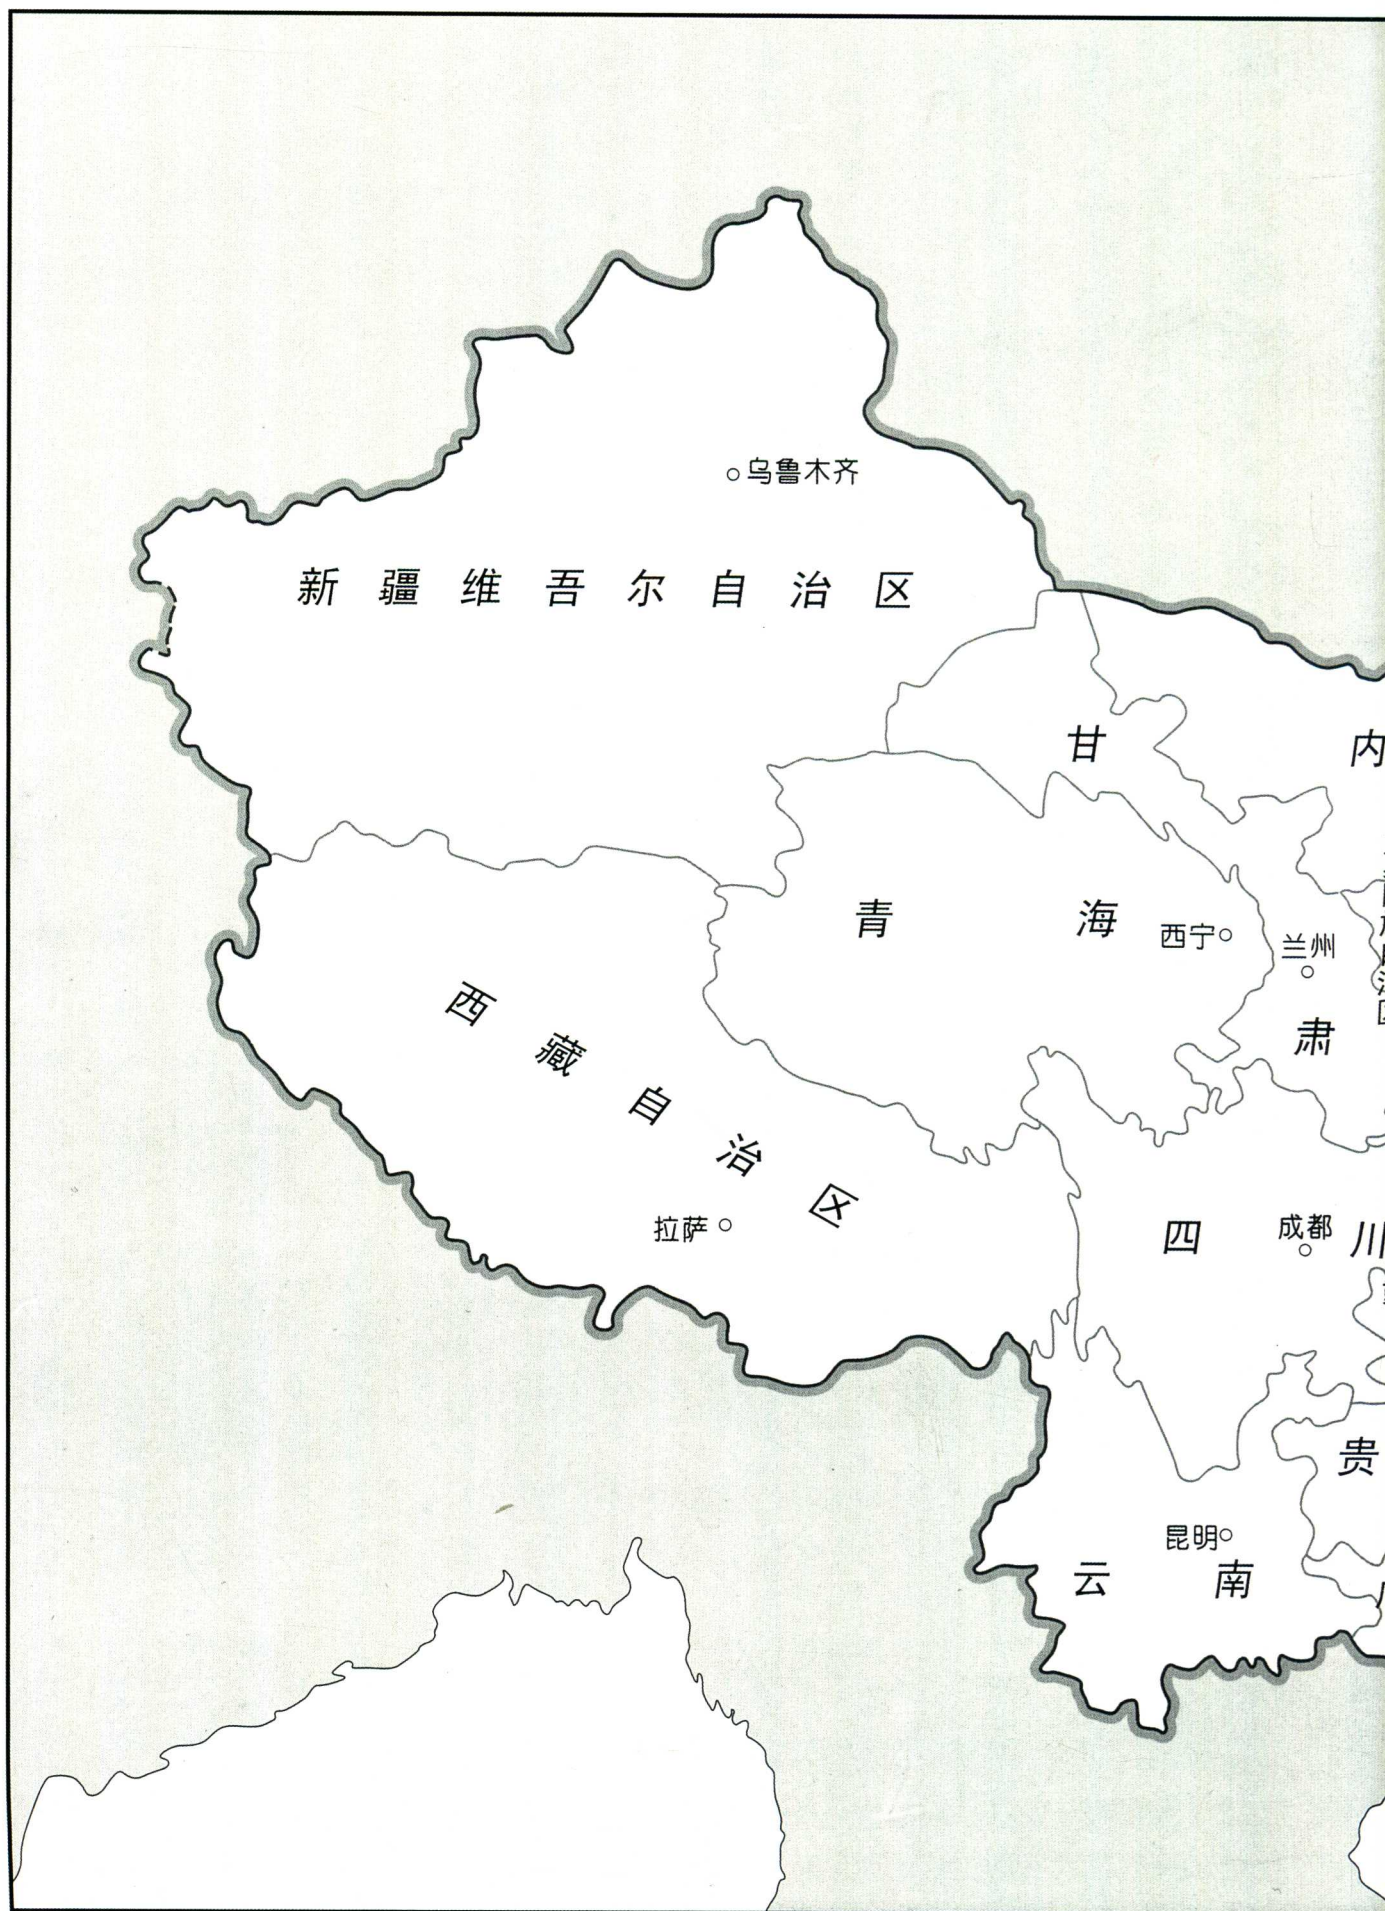 乌鲁木齐
新疆维吾尔自治区
甘
内
青海
西宁
兰州
肃
西藏自治区
拉萨
四川
成都
贵
昆明
云南